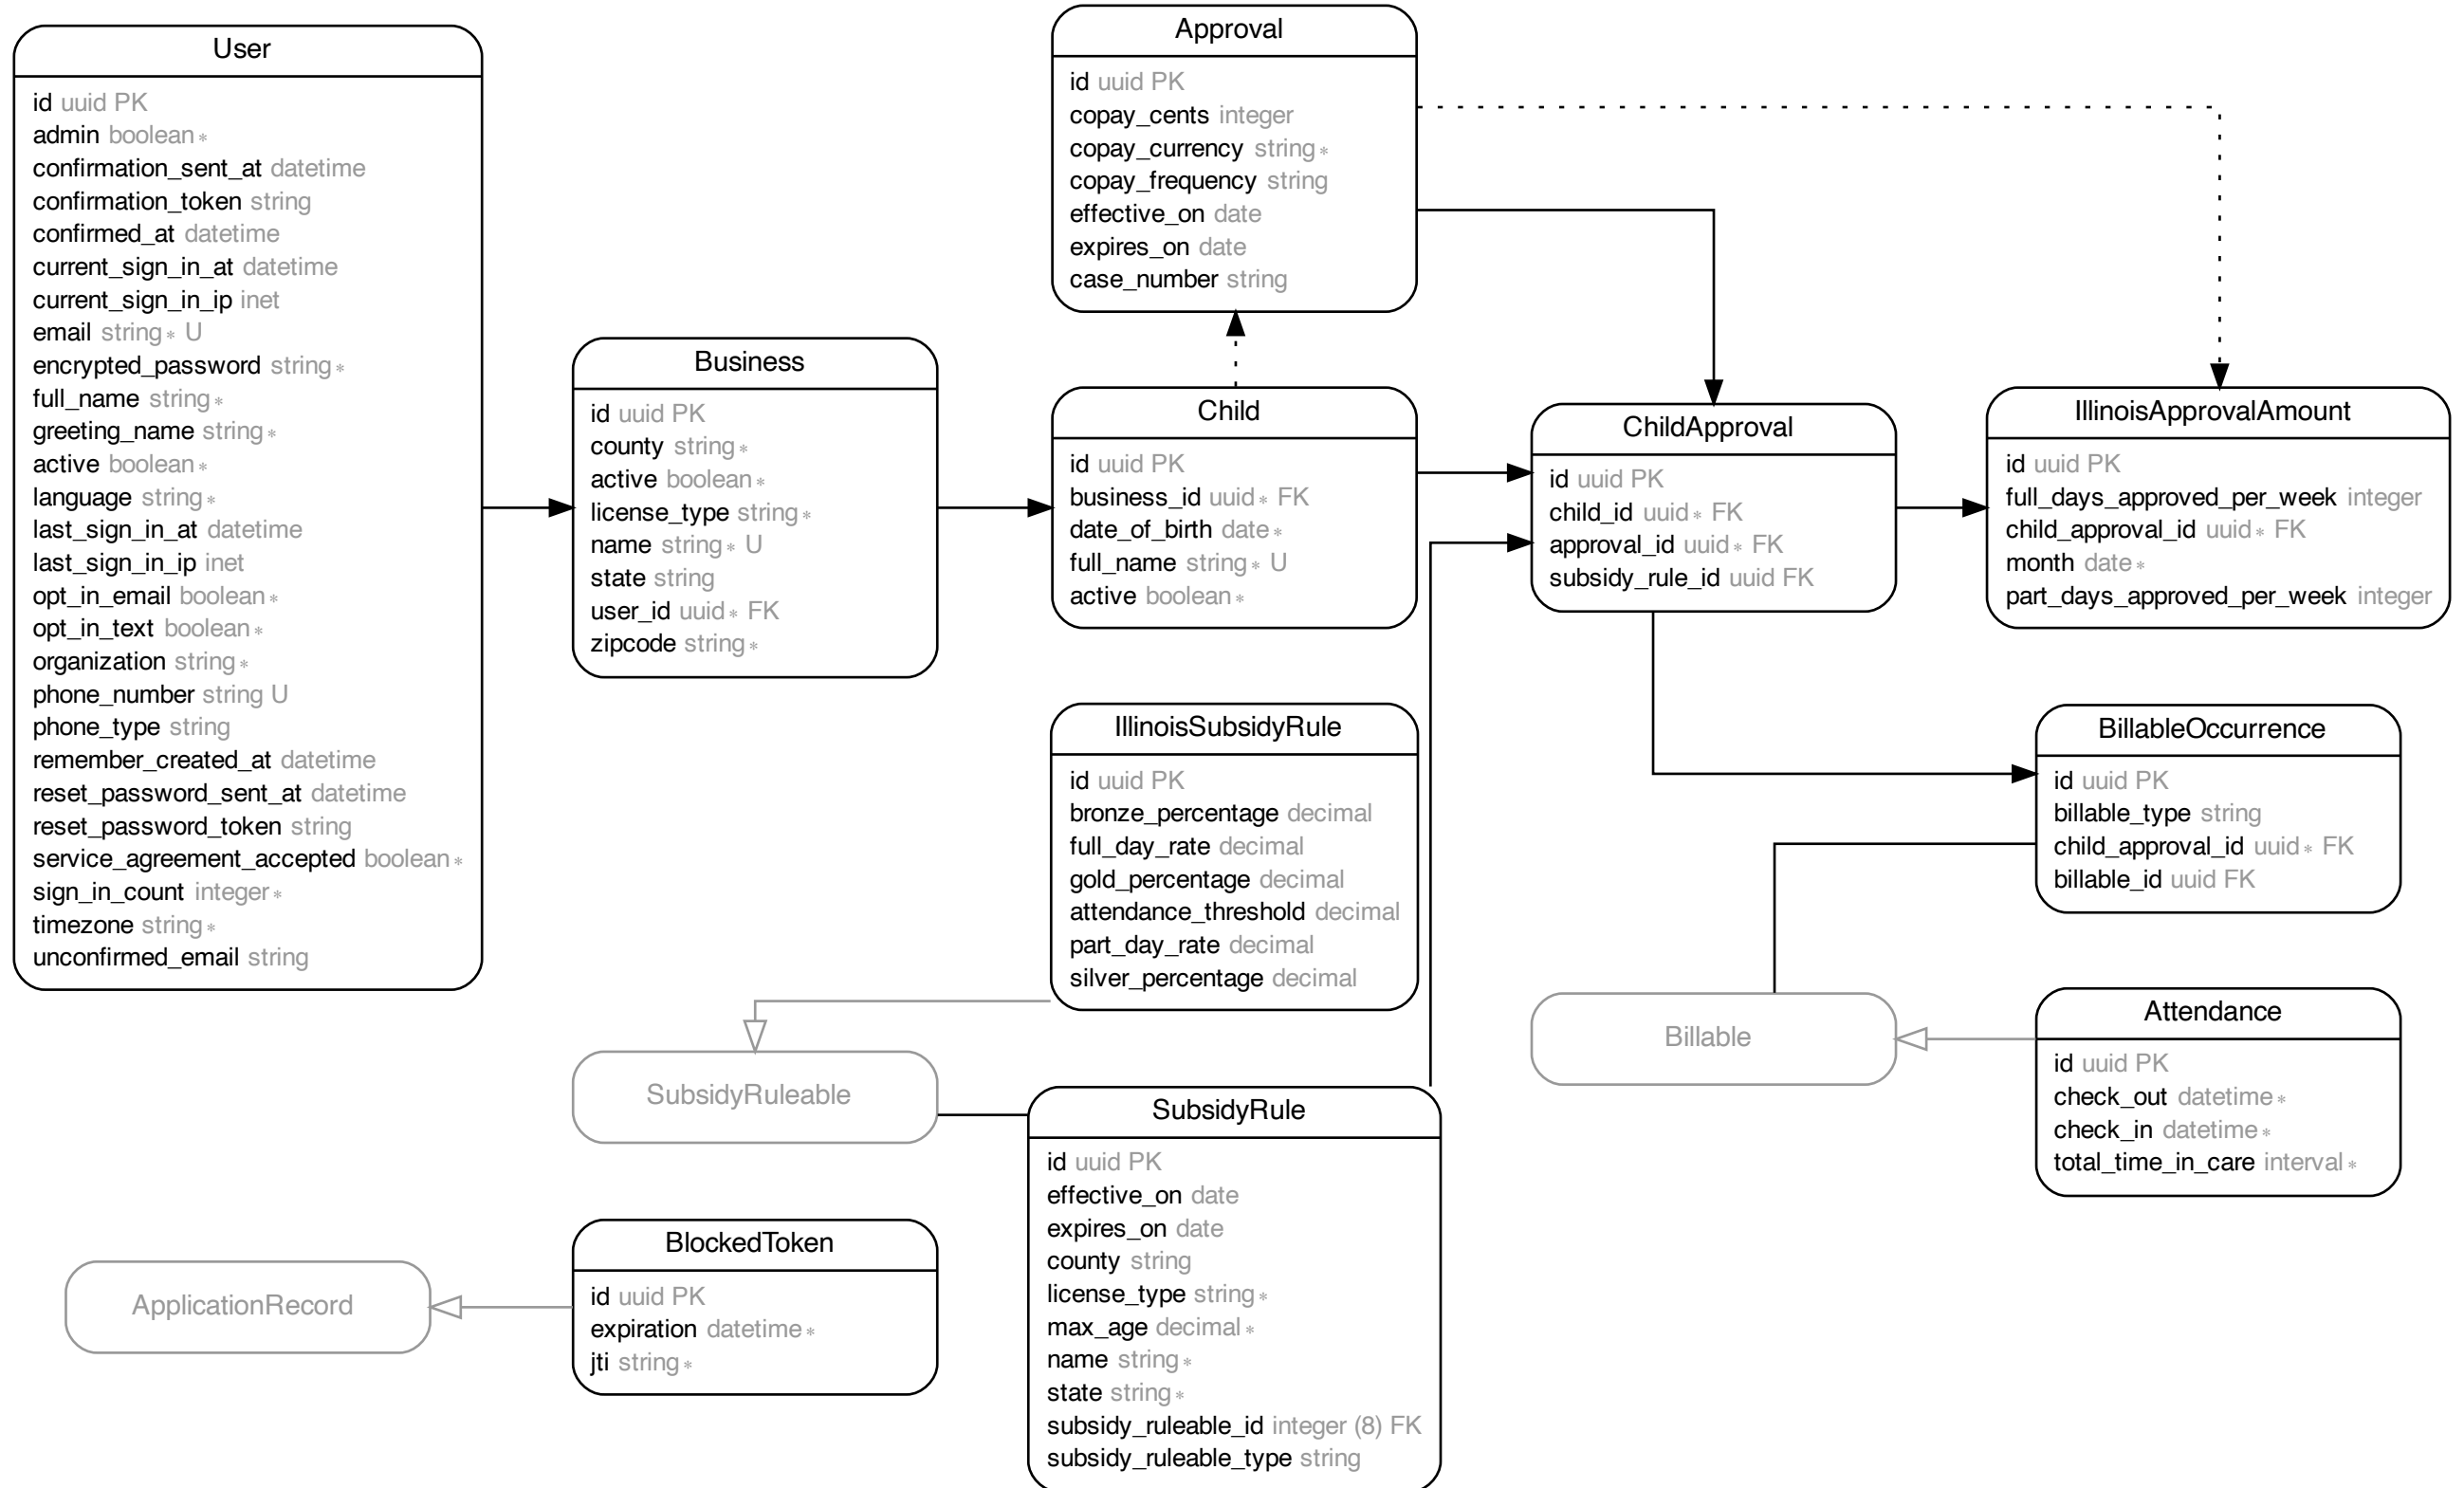 User
id uuid PK
admin boolean ∗
confirmation_sent_at datetime
confirmation_token string
confirmed_at datetime
current_sign_in_at datetime
current_sign_in_ip inet
email string ∗ U
encrypted_password string ∗
full_name string ∗
greeting_name string ∗
active boolean ∗
language string ∗
last_sign_in_at datetime
last_sign_in_ip inet
opt_in_email boolean ∗
opt_in_text boolean ∗
organization string ∗
phone_number string U
phone_type string
remember_created_at datetime
reset_password_sent_at datetime
reset_password_token string
service_agreement_accepted boolean ∗
sign_in_count integer ∗
timezone string ∗
unconfirmed_email string
Business
id uuid PK
county string ∗
active boolean ∗
license_type string ∗
name string ∗ U
state string
user_id uuid ∗ FK
zipcode string ∗
Approval
id uuid PK
copay_cents integer
copay_currency string ∗
copay_frequency string
effective_on date
expires_on date
case_number string
Child
id uuid PK
business_id uuid ∗ FK
date_of_birth date ∗
full_name string ∗ U
active boolean ∗
ChildApproval
id uuid PK
child_id uuid ∗ FK
approval_id uuid ∗ FK
subsidy_rule_id uuid FK
IllinoisApprovalAmount
id uuid PK
full_days_approved_per_week integer
child_approval_id uuid ∗ FK
month date ∗
part_days_approved_per_week integer
IllinoisSubsidyRule
id uuid PK
bronze_percentage decimal
full_day_rate decimal
gold_percentage decimal
attendance_threshold decimal
part_day_rate decimal
silver_percentage decimal
BillableOccurrence
id uuid PK
billable_type string
child_approval_id uuid ∗ FK
billable_id uuid FK
SubsidyRuleable
Billable
Attendance
id uuid PK
check_out datetime ∗
check_in datetime ∗
total_time_in_care interval ∗
SubsidyRule
id uuid PK
effective_on date
expires_on date
county string
license_type string ∗
max_age decimal ∗
name string ∗
state string ∗
subsidy_ruleable_id integer (8) FK
subsidy_ruleable_type string
ApplicationRecord
BlockedToken
id uuid PK
expiration datetime ∗
jti string ∗